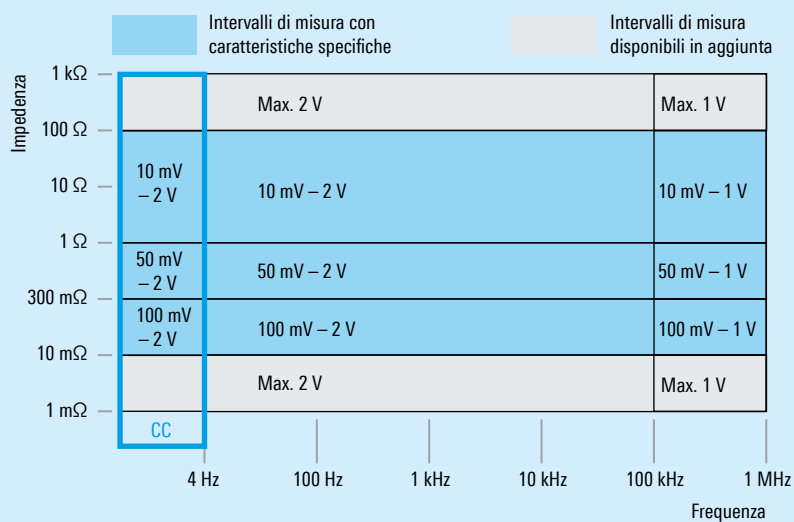 Intervalli di misura con
caratteristiche specifiche
Intervalli di misura
disponibili in aggiunta
Impedenza
1 kΩ
Max. 2 V
Max. 1 V
100 Ω
10 mV
– 2 V
10 Ω
10 mV – 2 V
10 mV – 1 V
1 Ω
50 mV
– 2 V
50 mV – 2 V
50 mV – 1 V
300 mΩ
100 mV
– 2 V
100 mV – 2 V
100 mV – 1 V
10 mΩ
Max. 2 V
Max. 1 V
1 mΩ
CC
4 Hz
100 Hz
1 kHz
10 kHz
100 kHz
1 MHz
Frequenza